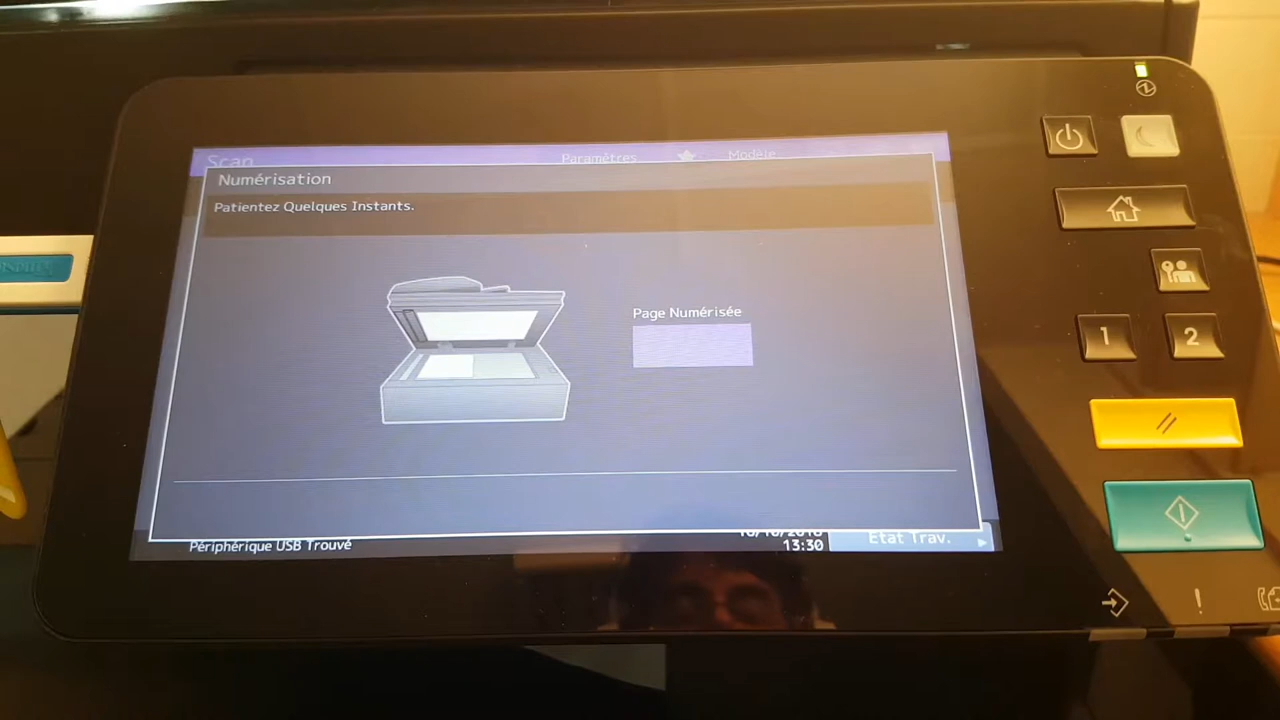 Scan
Paramètres
Modèle
Numérisation
Patientez Quelques Instants.
Page Numérisée
1
2
Périphérique USB Trouvé
13:30
Etat Trav.